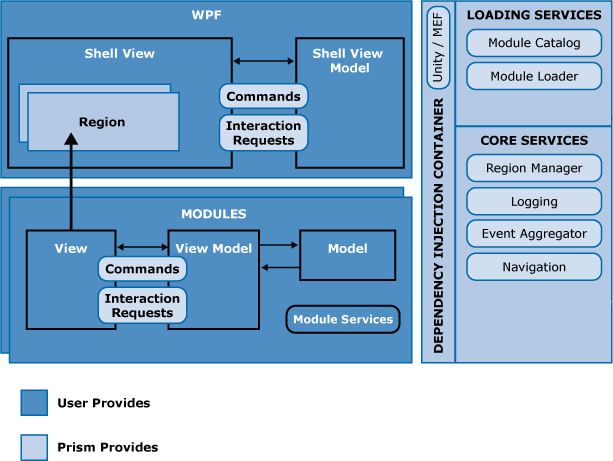 WPF
Shell View
Shell View
Model
Commands
Interaction
Requests
Region
MODULES
View
View Model
Model
Commands
Interaction
Requests
Module Services
DEPENDENCY INJECTION CONTAINER
Unity / MEF
LOADING SERVICES
Module Catalog
Module Loader
CORE SERVICES
Region Manager
Logging
Event Aggregator
Navigation
User Provides
Prism Provides